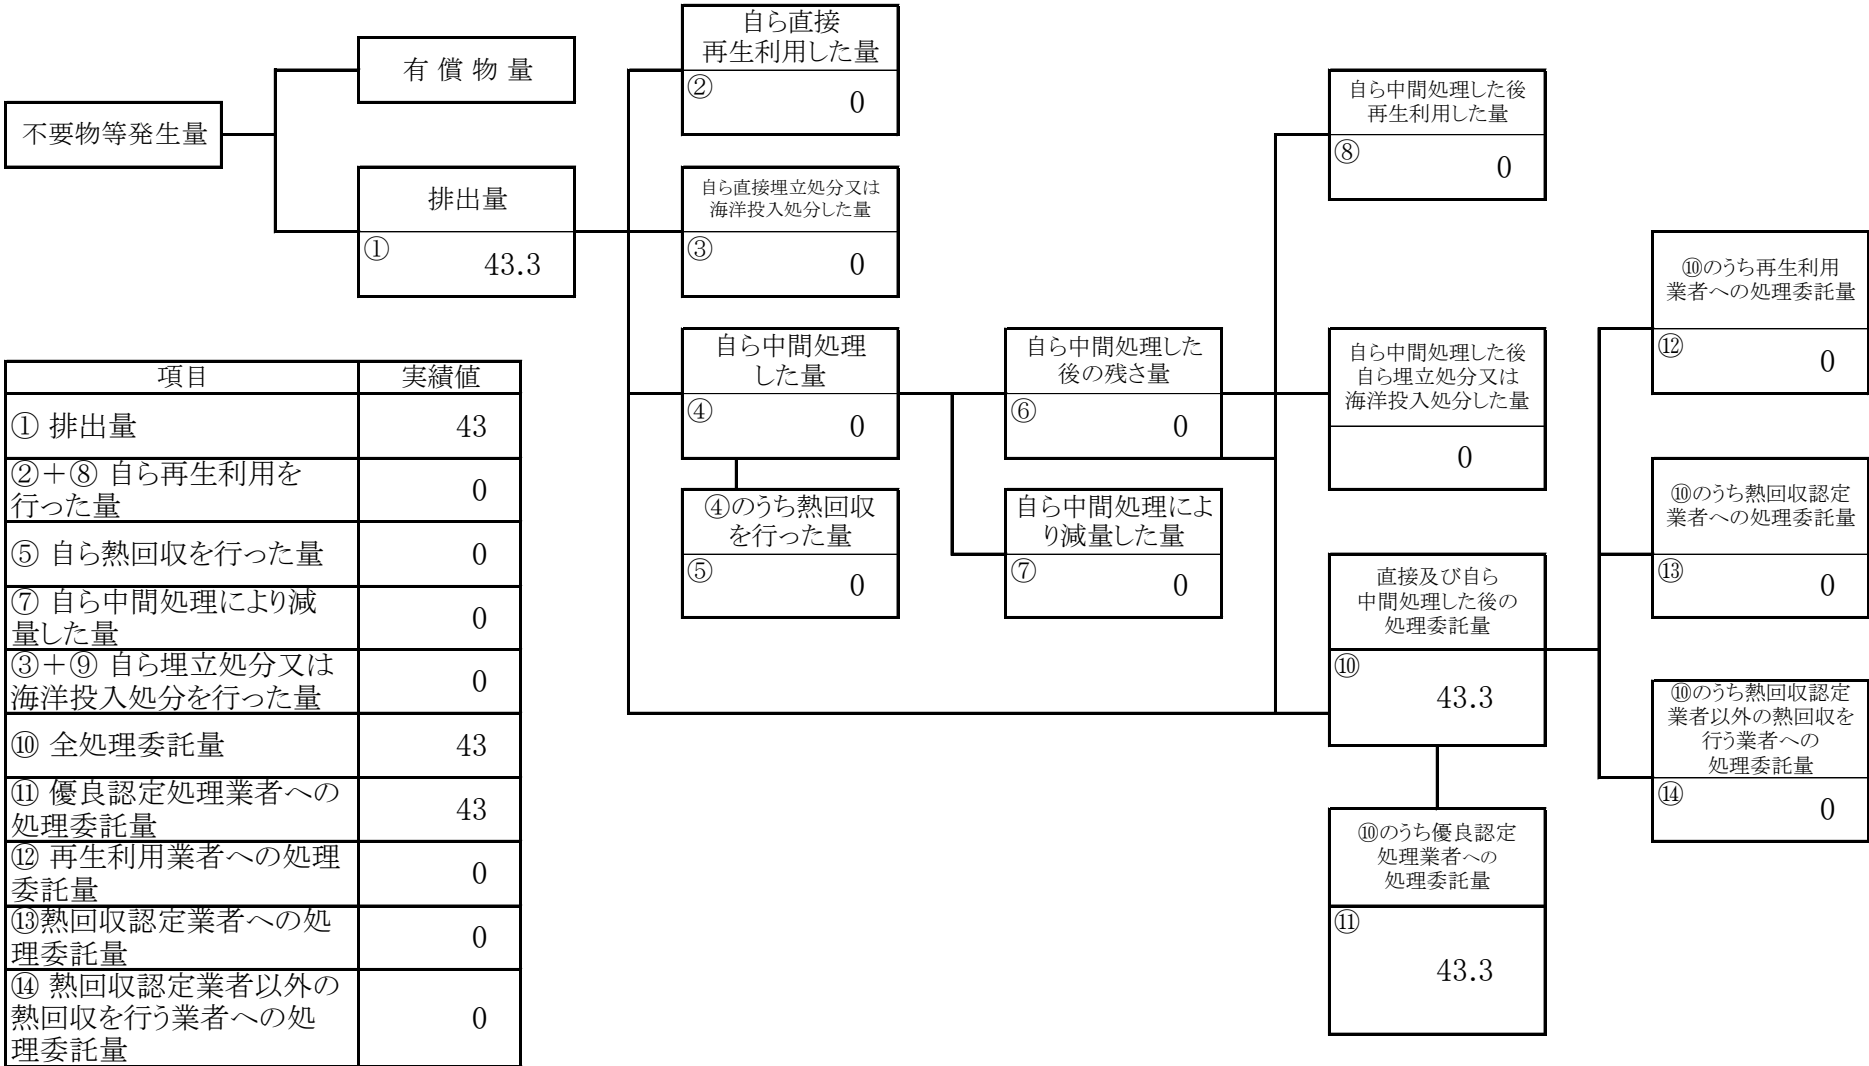 不要物等発生量
有 償 物 量
排出量
①
43.3
自ら直接
再生利用した量
②
0
自ら直接埋立処分又は
海洋投入処分した量
③
0
自ら中間処理
した量
④
0
④のうち熱回収
を行った量
⑤
0
自ら中間処理した
後の残さ量
⑥
0
自ら中間処理によ
り減量した量
⑦
0
自ら中間処理した後
再生利用した量
⑧
0
自ら中間処理した後
自ら埋立処分又は
海洋投入処分した量
0
直接及び自ら
中間処理した後の
処理委託量
⑩
43.3
⑩のうち優良認定
処理業者への
処理委託量
⑪
43.3
⑩のうち再生利用
業者への処理委託量
⑫
0
⑩のうち熱回収認定
業者への処理委託量
⑬
0
⑩のうち熱回収認定
業者以外の熱回収を
行う業者への
処理委託量
⑭
0
項目 実績値
① 排出量 43
②＋⑧ 自ら再生利用を
行った量 0
⑤ 自ら熱回収を行った量 0
⑦ 自ら中間処理により減
量した量 0
③＋⑨ 自ら埋立処分又は
海洋投入処分を行った量 0
⑩ 全処理委託量 43
⑪ 優良認定処理業者への
処理委託量 43
⑫ 再生利用業者への処理
委託量 0
⑬熱回収認定業者への処
理委託量 0
⑭ 熱回収認定業者以外の
熱回収を行う業者への処
理委託量 0